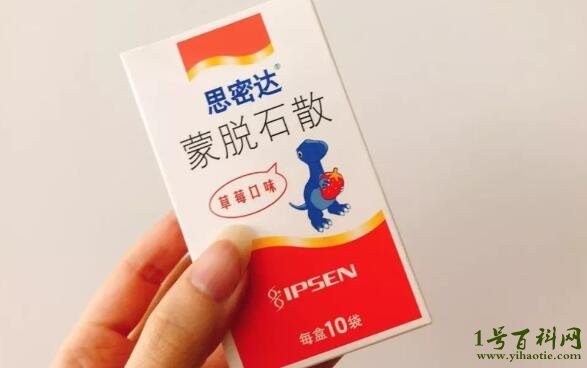 思密达®
蒙脱石散
草莓口味
IPSEN
每盒10袋
1号百科网
www.yihaotie.com